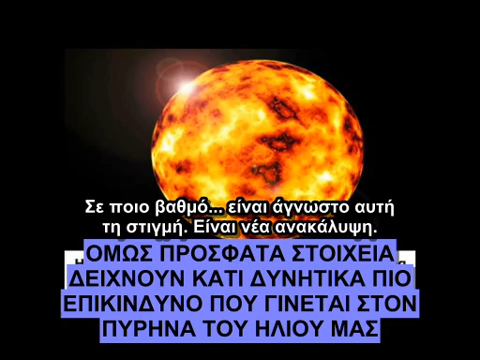 Σε ποιο βαθμό... είναι άγνωστο αυτή
τη στιγμή. Είναι νέα ανακάλυψη.
ΟΜΩΣ ΠΡΟΣΦΑΤΑ ΣΤΟΙΧΕΙΑ
ΔΕΙΧΝΟΥΝ ΚΑΤΙ ΔΥΝΗΤΙΚΑ ΠΙΟ
ΕΠΙΚΙΝΔΥΝΟ ΠΟΥ ΓΙΝΕΤΑΙ ΣΤΟΝ
ΠΥΡΗΝΑ ΤΟΥ ΗΛΙΟΥ ΜΑΣ